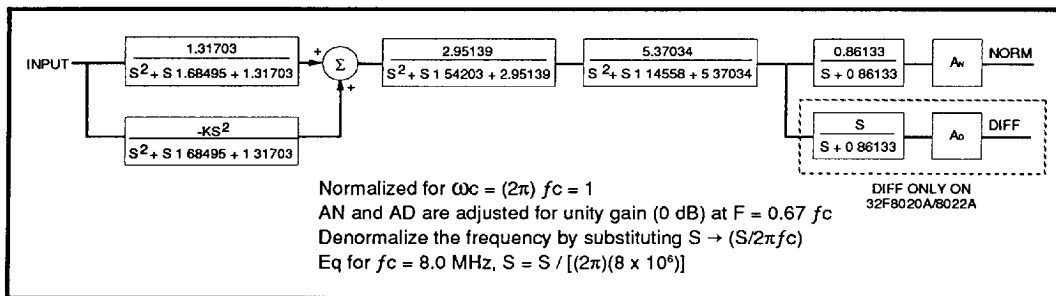 1.31703
2.95139
5.37034
0.86133
INPUT
+
Σ
A_N
NORM
S² + S 1.68495 + 1.31703
S² + S 1 54203 + 2.95139
S² + S 1 14558 + 5 37034
S + 0 86133
+
-KS²
S
A_D
DIFF
S² + S 1 68495 + 1 31703
S + 0 86133
Normalized for ωc = (2π) fc = 1
DIFF ONLY ON
32F8020A/8022A
AN and AD are adjusted for unity gain (0 dB) at F = 0.67 fc
Denormalize the frequency by substituting S → (S/2πfc)
Eq for fc = 8.0 MHz, S = S / [(2π)(8 x 10⁶)]